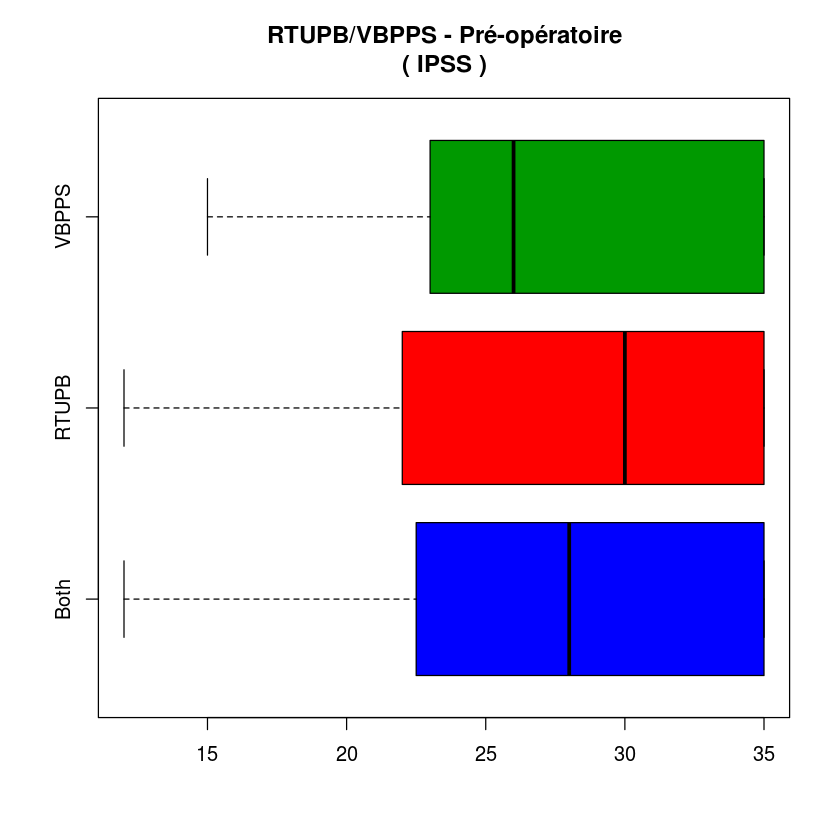 RTUPB/VBPPS - Pré-opératoire
( IPSS )
VBPPS
RTUPB
Both
15
20
25
30
35